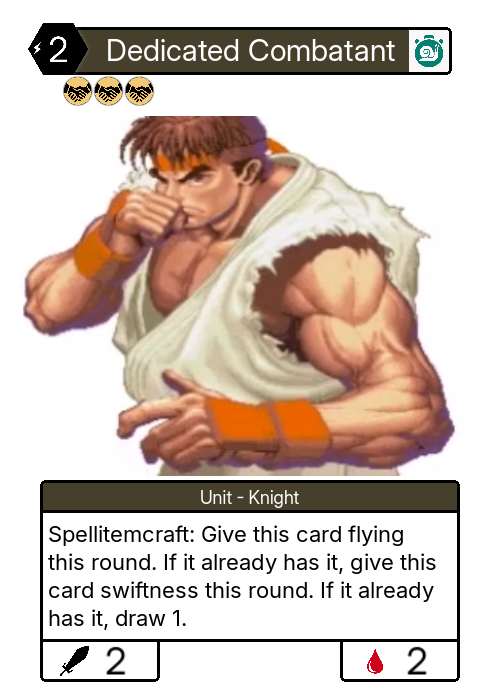 2 Dedicated Combatant
Unit - Knight
Spellitemcraft: Give this card flying
this round. If it already has it, give this
card swiftness this round. If it already
has it, draw 1.
2 2